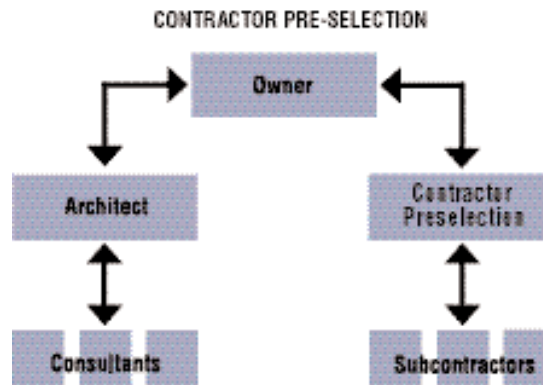 CONTRACTOR PRE-SELECTION
Owner
Architect
Contractor
Preselection
Consultants
Subcontractors